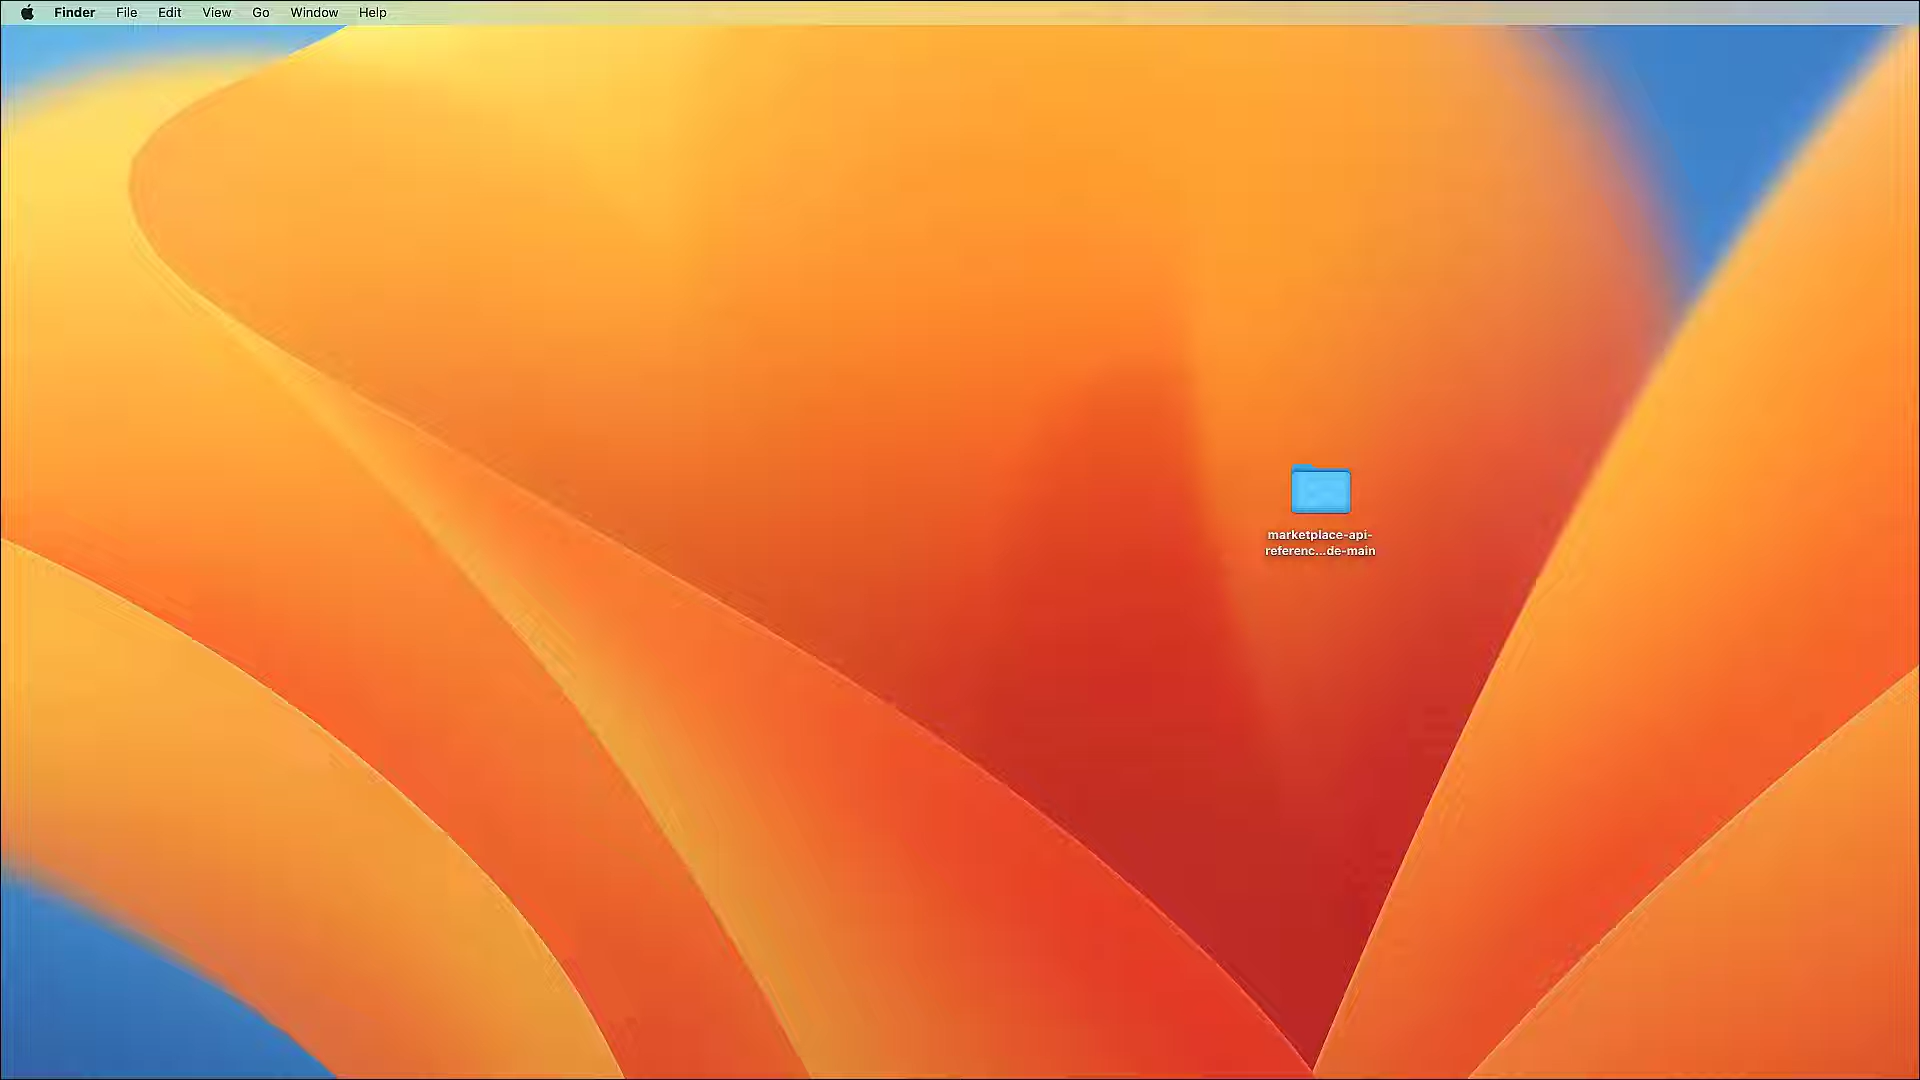 Finder File Edit View Go Window Help
marketplace-api-
referenc...de-main